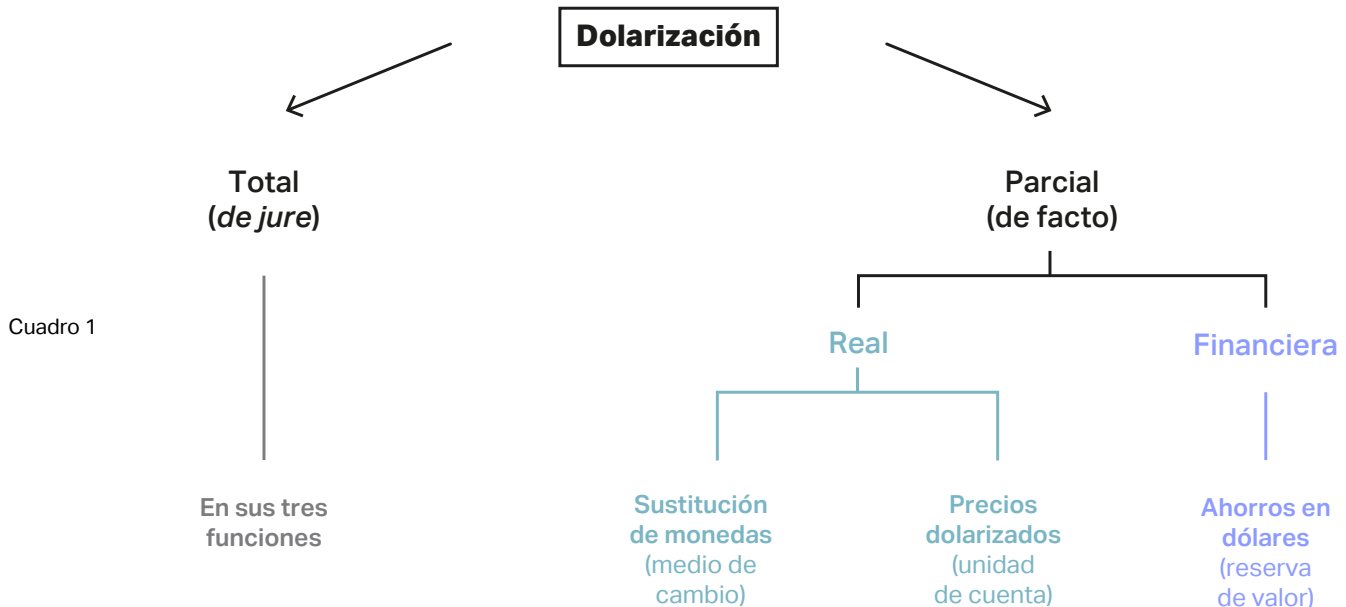 Dolarización
Total
(de jure)
Parcial
(de facto)
Cuadro 1
Real
Financiera
En sus tres
funciones
Sustitución
de monedas
(medio de
cambio)
Precios
dolarizados
(unidad
de cuenta)
Ahorros en
dólares
(reserva
de valor)